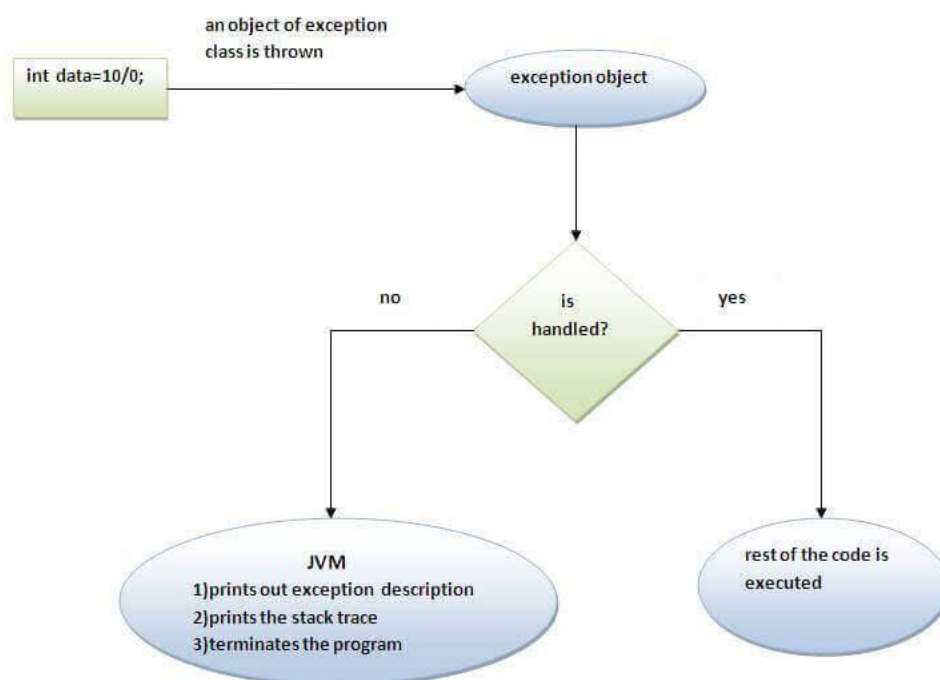 an object of exception
class is thrown
int data=10/0;
exception object
is
handled?
no
yes
JVM
1)prints out exception description
2)prints the stack trace
3)terminates the program
rest of the code is
executed